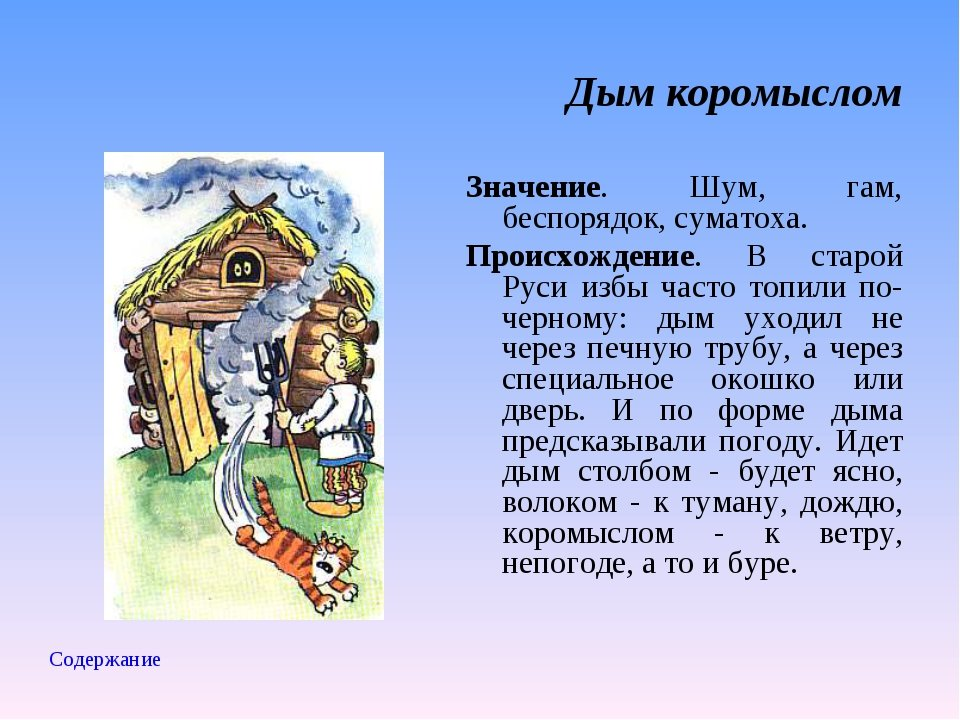 Дым коромыслом
Значение. Шум, гам,
беспорядок, суматоха.
Происхождение. В старой
Руси избы часто топили по-
черному: дым уходил не
через печную трубу, а через
специальное окошко или
дверь. И по форме дыма
предсказывали погоду. Идет
дым столбом - будет ясно,
волоком - к туману, дождю,
коромыслом - к ветру,
непогоде, а то и буре.
Содержание